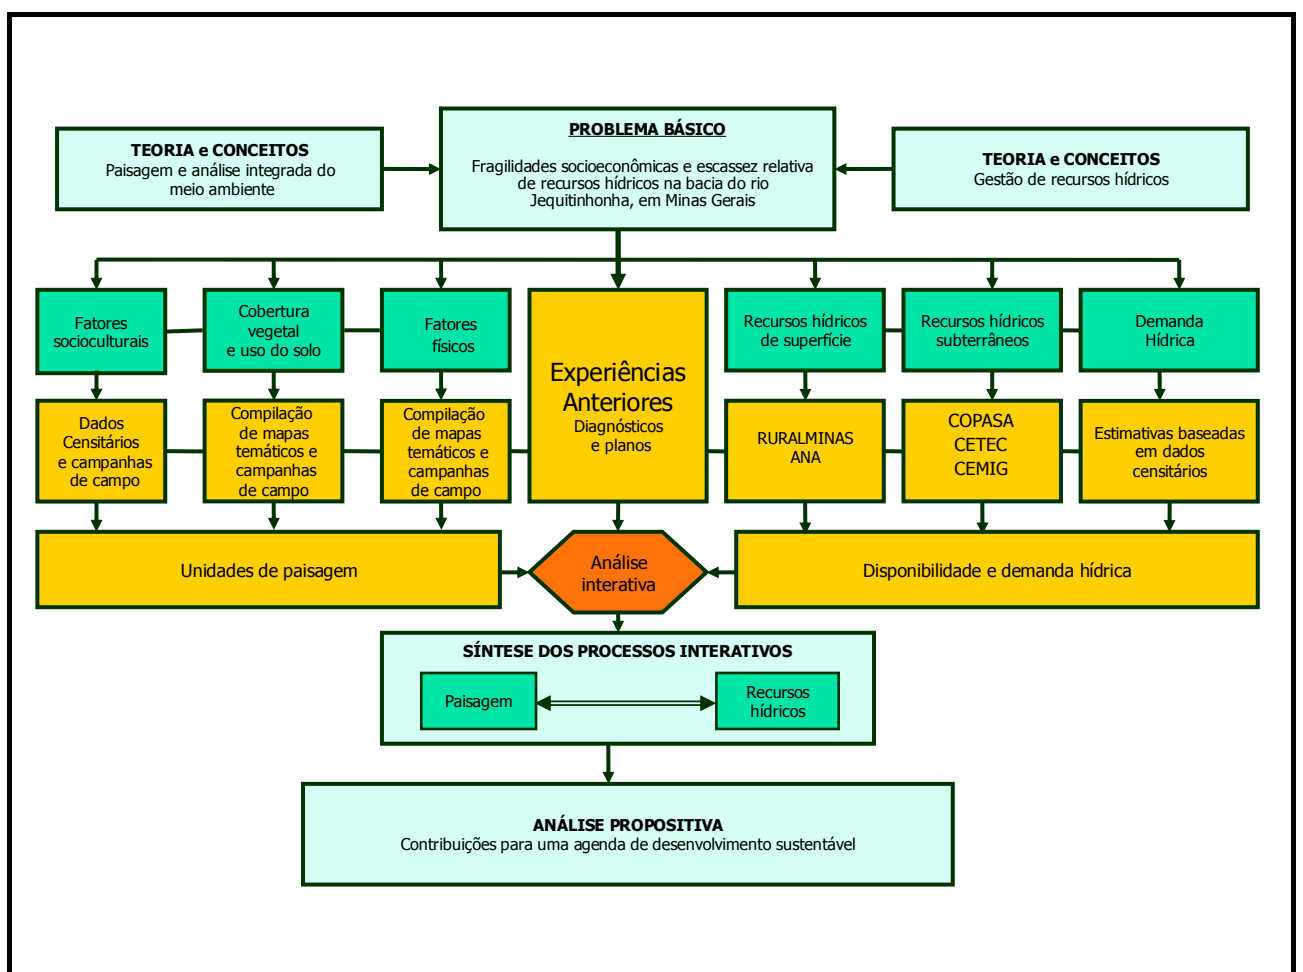 TEORIA e CONCEITOS
Paisagem e análise integrada do
meio ambiente
PROBLEMA BÁSICO
Fragilidades socioeconômicas e escassez relativa
de recursos hídricos na bacia do rio
Jequitinhonha, em Minas Gerais
TEORIA e CONCEITOS
Gestão de recursos hídricos
Fatores
socioculturais
Cobertura
vegetal
e uso do solo
Fatores
físicos
Experiências
Anteriores
Diagnósticos
e planos
Recursos hídricos
de superfície
Recursos hídricos
subterrâneos
Demanda
Hídrica
Dados
Censitários
e campanhas
de campo
Compilação
de mapas
temáticos e
campanhas
de campo
Compilação
de mapas
temáticos e
campanhas
de campo
RURALMINAS
ANA
COPASA
CETEC
CEMIG
Estimativas baseadas
em dados
censitários
Unidades de paisagem
Análise
interativa
Disponibilidade e demanda hídrica
SÍNTESE DOS PROCESSOS INTERATIVOS
Paisagem
Recursos
hídricos
ANÁLISE PROPOSITIVA
Contribuições para uma agenda de desenvolvimento sustentável